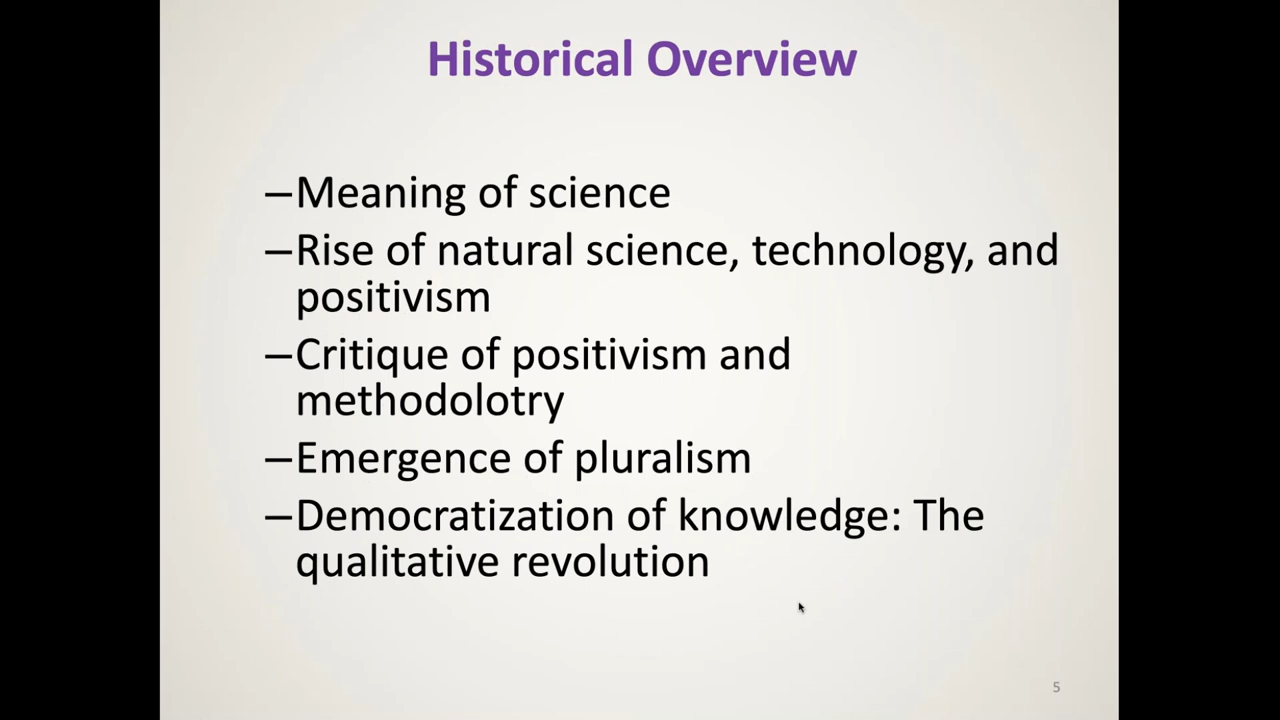 Historical Overview
–Meaning of science
–Rise of natural science, technology, and
positivism
–Critique of positivism and
methodolotry
–Emergence of pluralism
–Democratization of knowledge: The
qualitative revolution
5